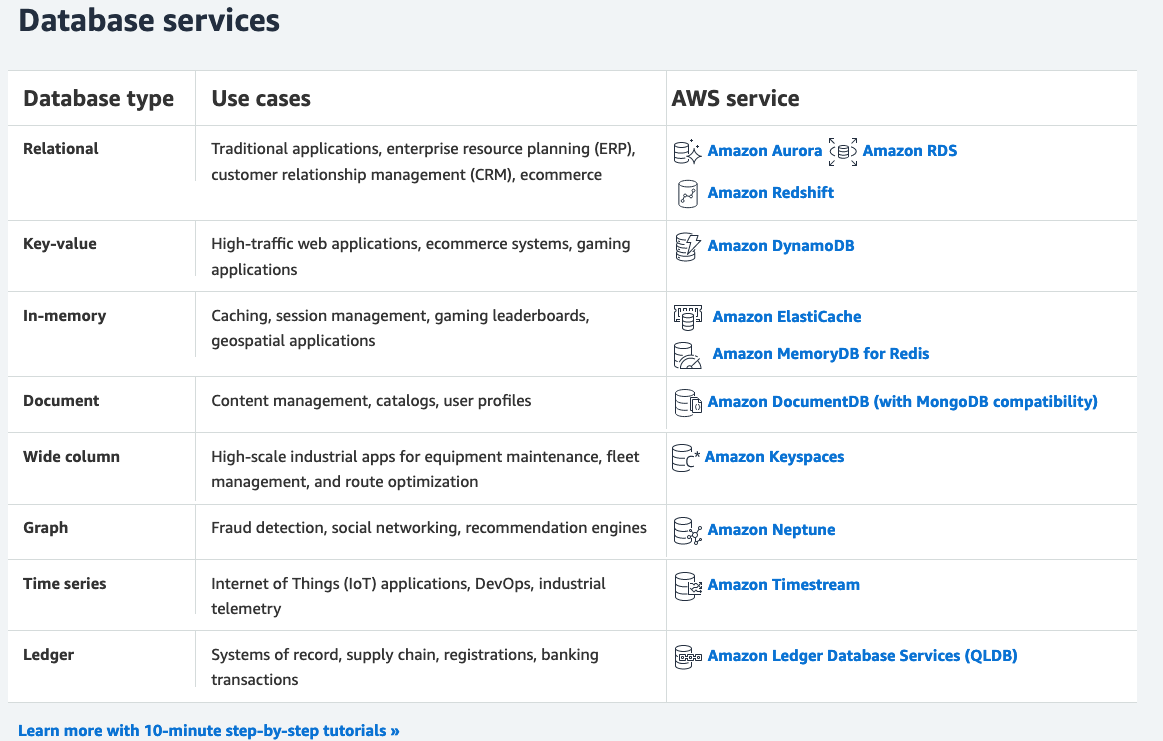 Database services
Database type Use cases AWS service
Relational
Traditional applications, enterprise resource planning (ERP),
customer relationship management (CRM), ecommerce
Amazon Aurora Amazon RDS
Amazon Redshift
Key-value
High-traffic web applications, ecommerce systems, gaming
applications
Amazon DynamoDB
In-memory
Caching, session management, gaming leaderboards,
geospatial applications
Amazon ElastiCache
Amazon MemoryDB for Redis
Document
Content management, catalogs, user profiles
Amazon DocumentDB (with MongoDB compatibility)
Wide column
High-scale industrial apps for equipment maintenance, fleet
management, and route optimization
Amazon Keyspaces
Graph
Fraud detection, social networking, recommendation engines
Amazon Neptune
Time series
Internet of Things (IoT) applications, DevOps, industrial
telemetry
Amazon Timestream
Ledger
Systems of record, supply chain, registrations, banking
transactions
Amazon Ledger Database Services (QLDB)
Learn more with 10-minute step-by-step tutorials »